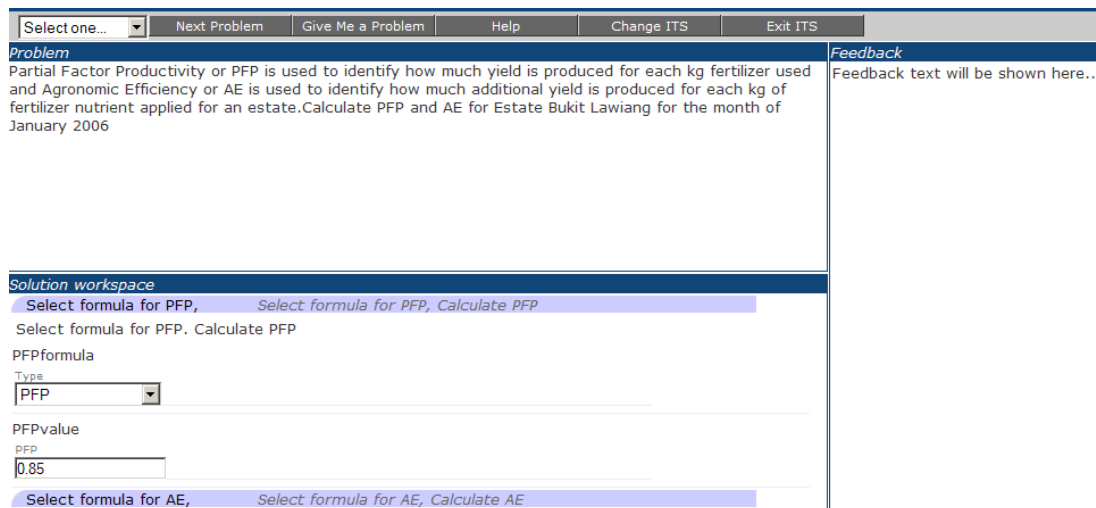 Select one... Next Problem Give Me a Problem Help Change ITS Exit ITS
Problem
Partial Factor Productivity or PFP is used to identify how much yield is produced for each kg fertilizer used
and Agronomic Efficiency or AE is used to identify how much additional yield is produced for each kg of
fertilizer nutrient applied for an estate.Calculate PFP and AE for Estate Bukit Lawiang for the month of
January 2006
Feedback
Feedback text will be shown here..
Solution workspace
Select formula for PFP, Select formula for PFP, Calculate PFP
Select formula for PFP. Calculate PFP
PFPformula
Type
PFP
PFPvalue
PFP
0.85
Select formula for AE, Select formula for AE, Calculate AE